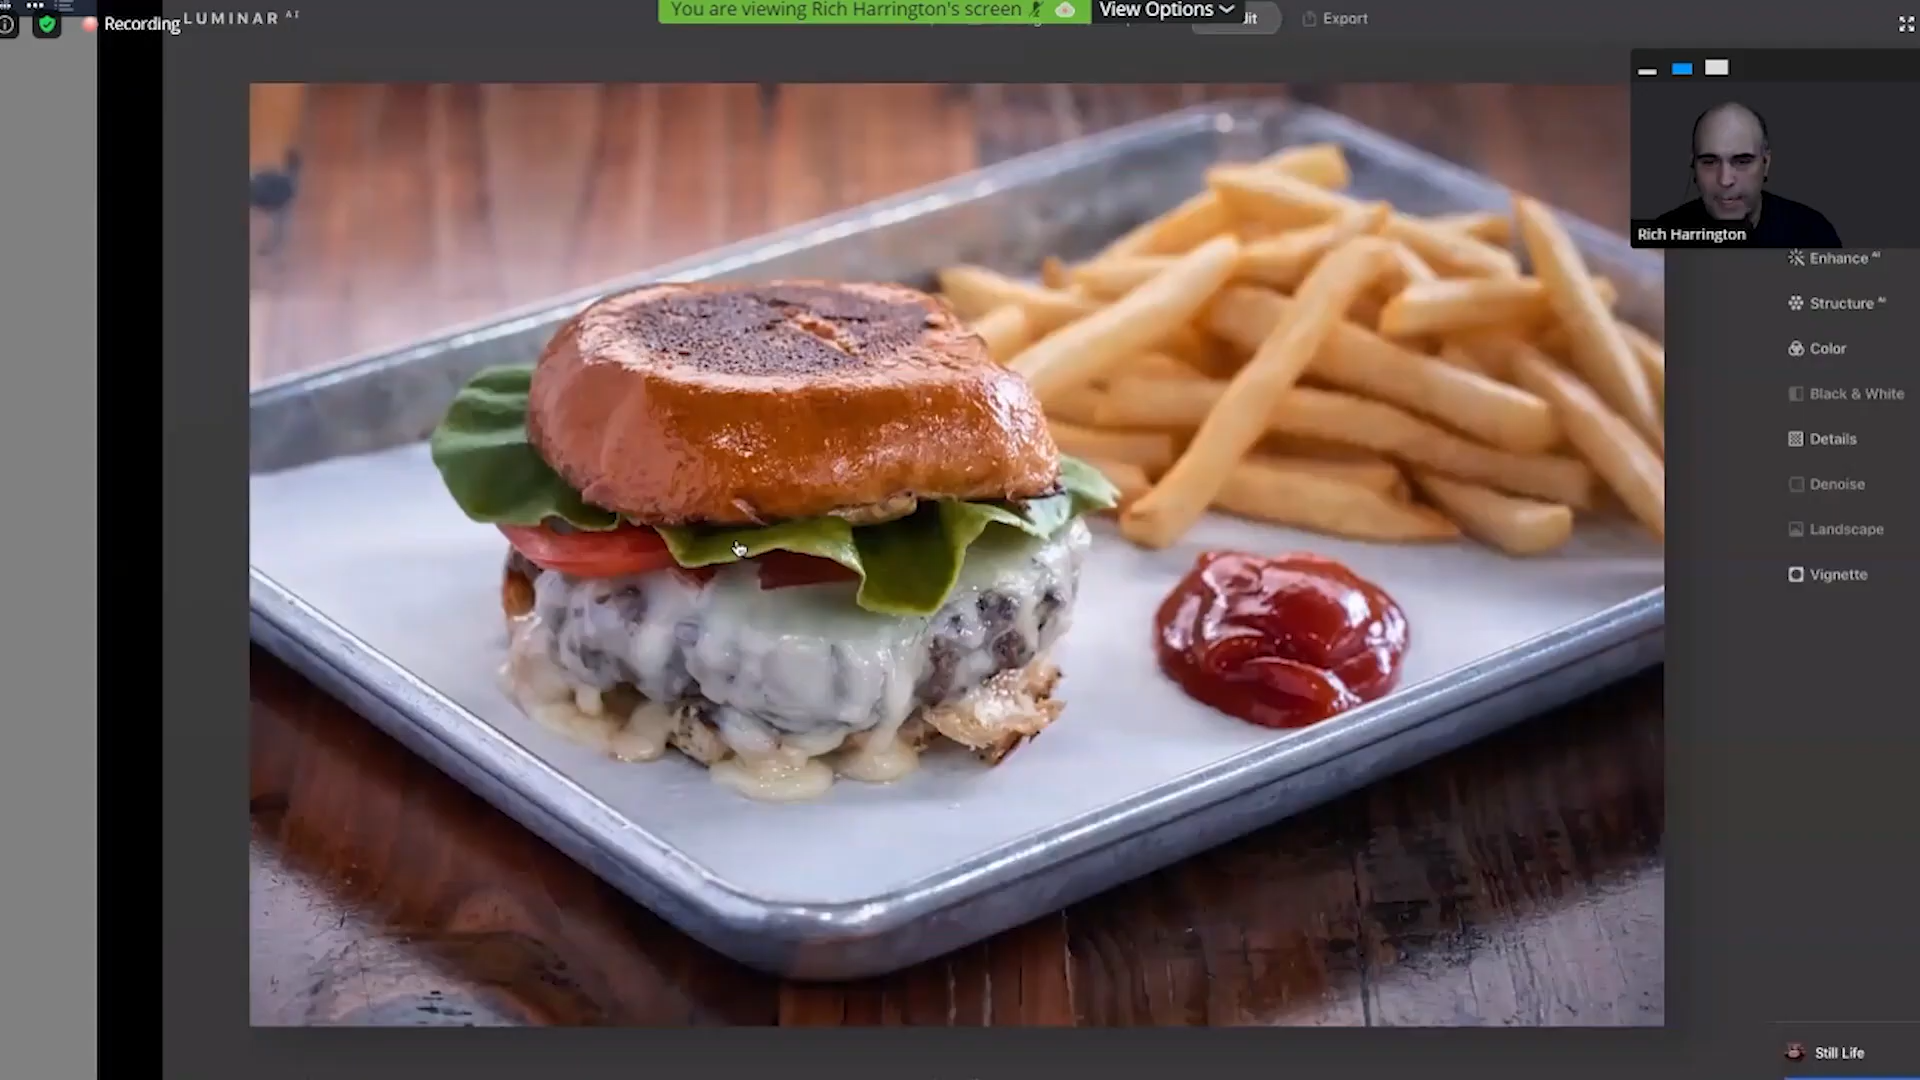 Recording
LUMINAR AI
You are viewing Rich Harrington's screen
View Options
Export
Rich Harrington
Enhance AI
Structure AI
Color
Black & White
Details
Denoise
Landscape
Vignette
Still Life